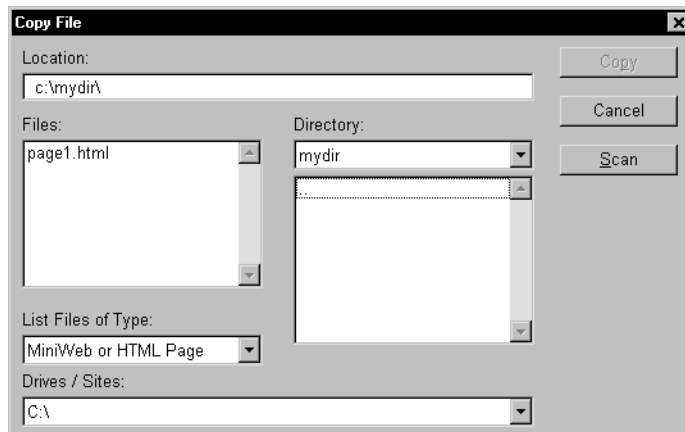 Copy File
Location:
c:\mydir\
Copy
Cancel
Scan
Files:
page1.html
Directory:
mydir
..
List Files of Type:
MiniWeb or HTML Page
Drives / Sites:
C:\